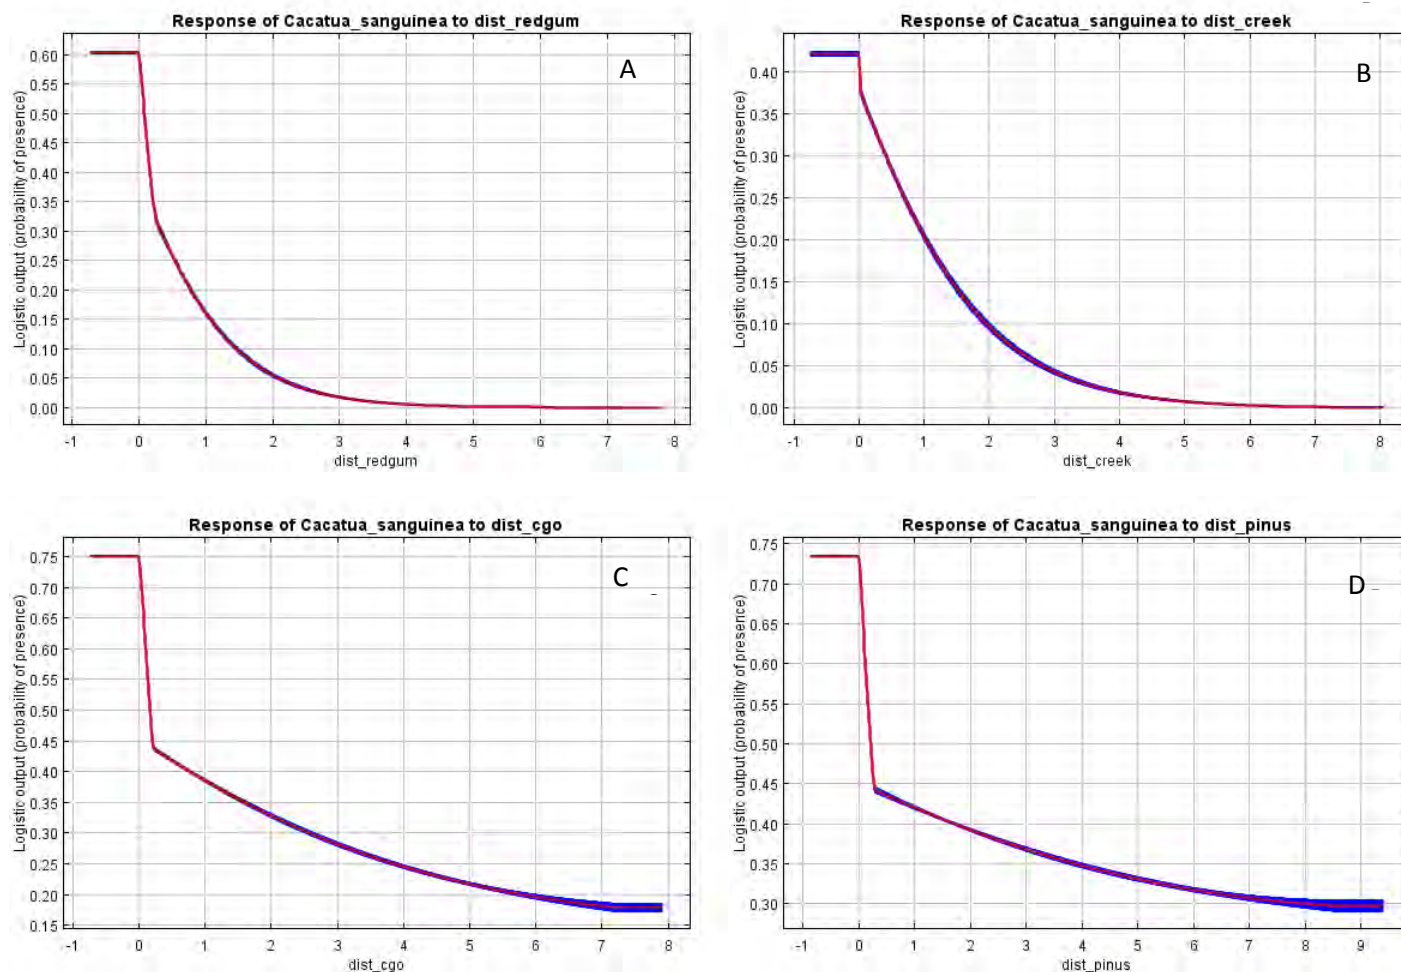 Response of Cacatua_sanguinea to dist_redgum
A
Logistic output (probability of presence)
0.60
0.55
0.50
0.45
0.40
0.35
0.30
0.25
0.20
0.15
0.10
0.05
0.00
-1 0 1 2 3 4 5 6 7 8
dist_redgum
Response of Cacatua_sanguinea to dist_creek
B
Logistic output (probability of presence)
0.40
0.35
0.30
0.25
0.20
0.15
0.10
0.05
0.00
-1 0 1 2 3 4 5 6 7 8
dist_creek
Response of Cacatua_sanguinea to dist_cgo
C
Logistic output (probability of presence)
0.75
0.70
0.65
0.60
0.55
0.50
0.45
0.40
0.35
0.30
0.25
0.20
0.15
-1 0 1 2 3 4 5 6 7 8
dist_cgo
Response of Cacatua_sanguinea to dist_pinus
D
Logistic output (probability of presence)
0.75
0.70
0.65
0.60
0.55
0.50
0.45
0.40
0.35
0.30
-1 0 1 2 3 4 5 6 7 8 9
dist_pinus